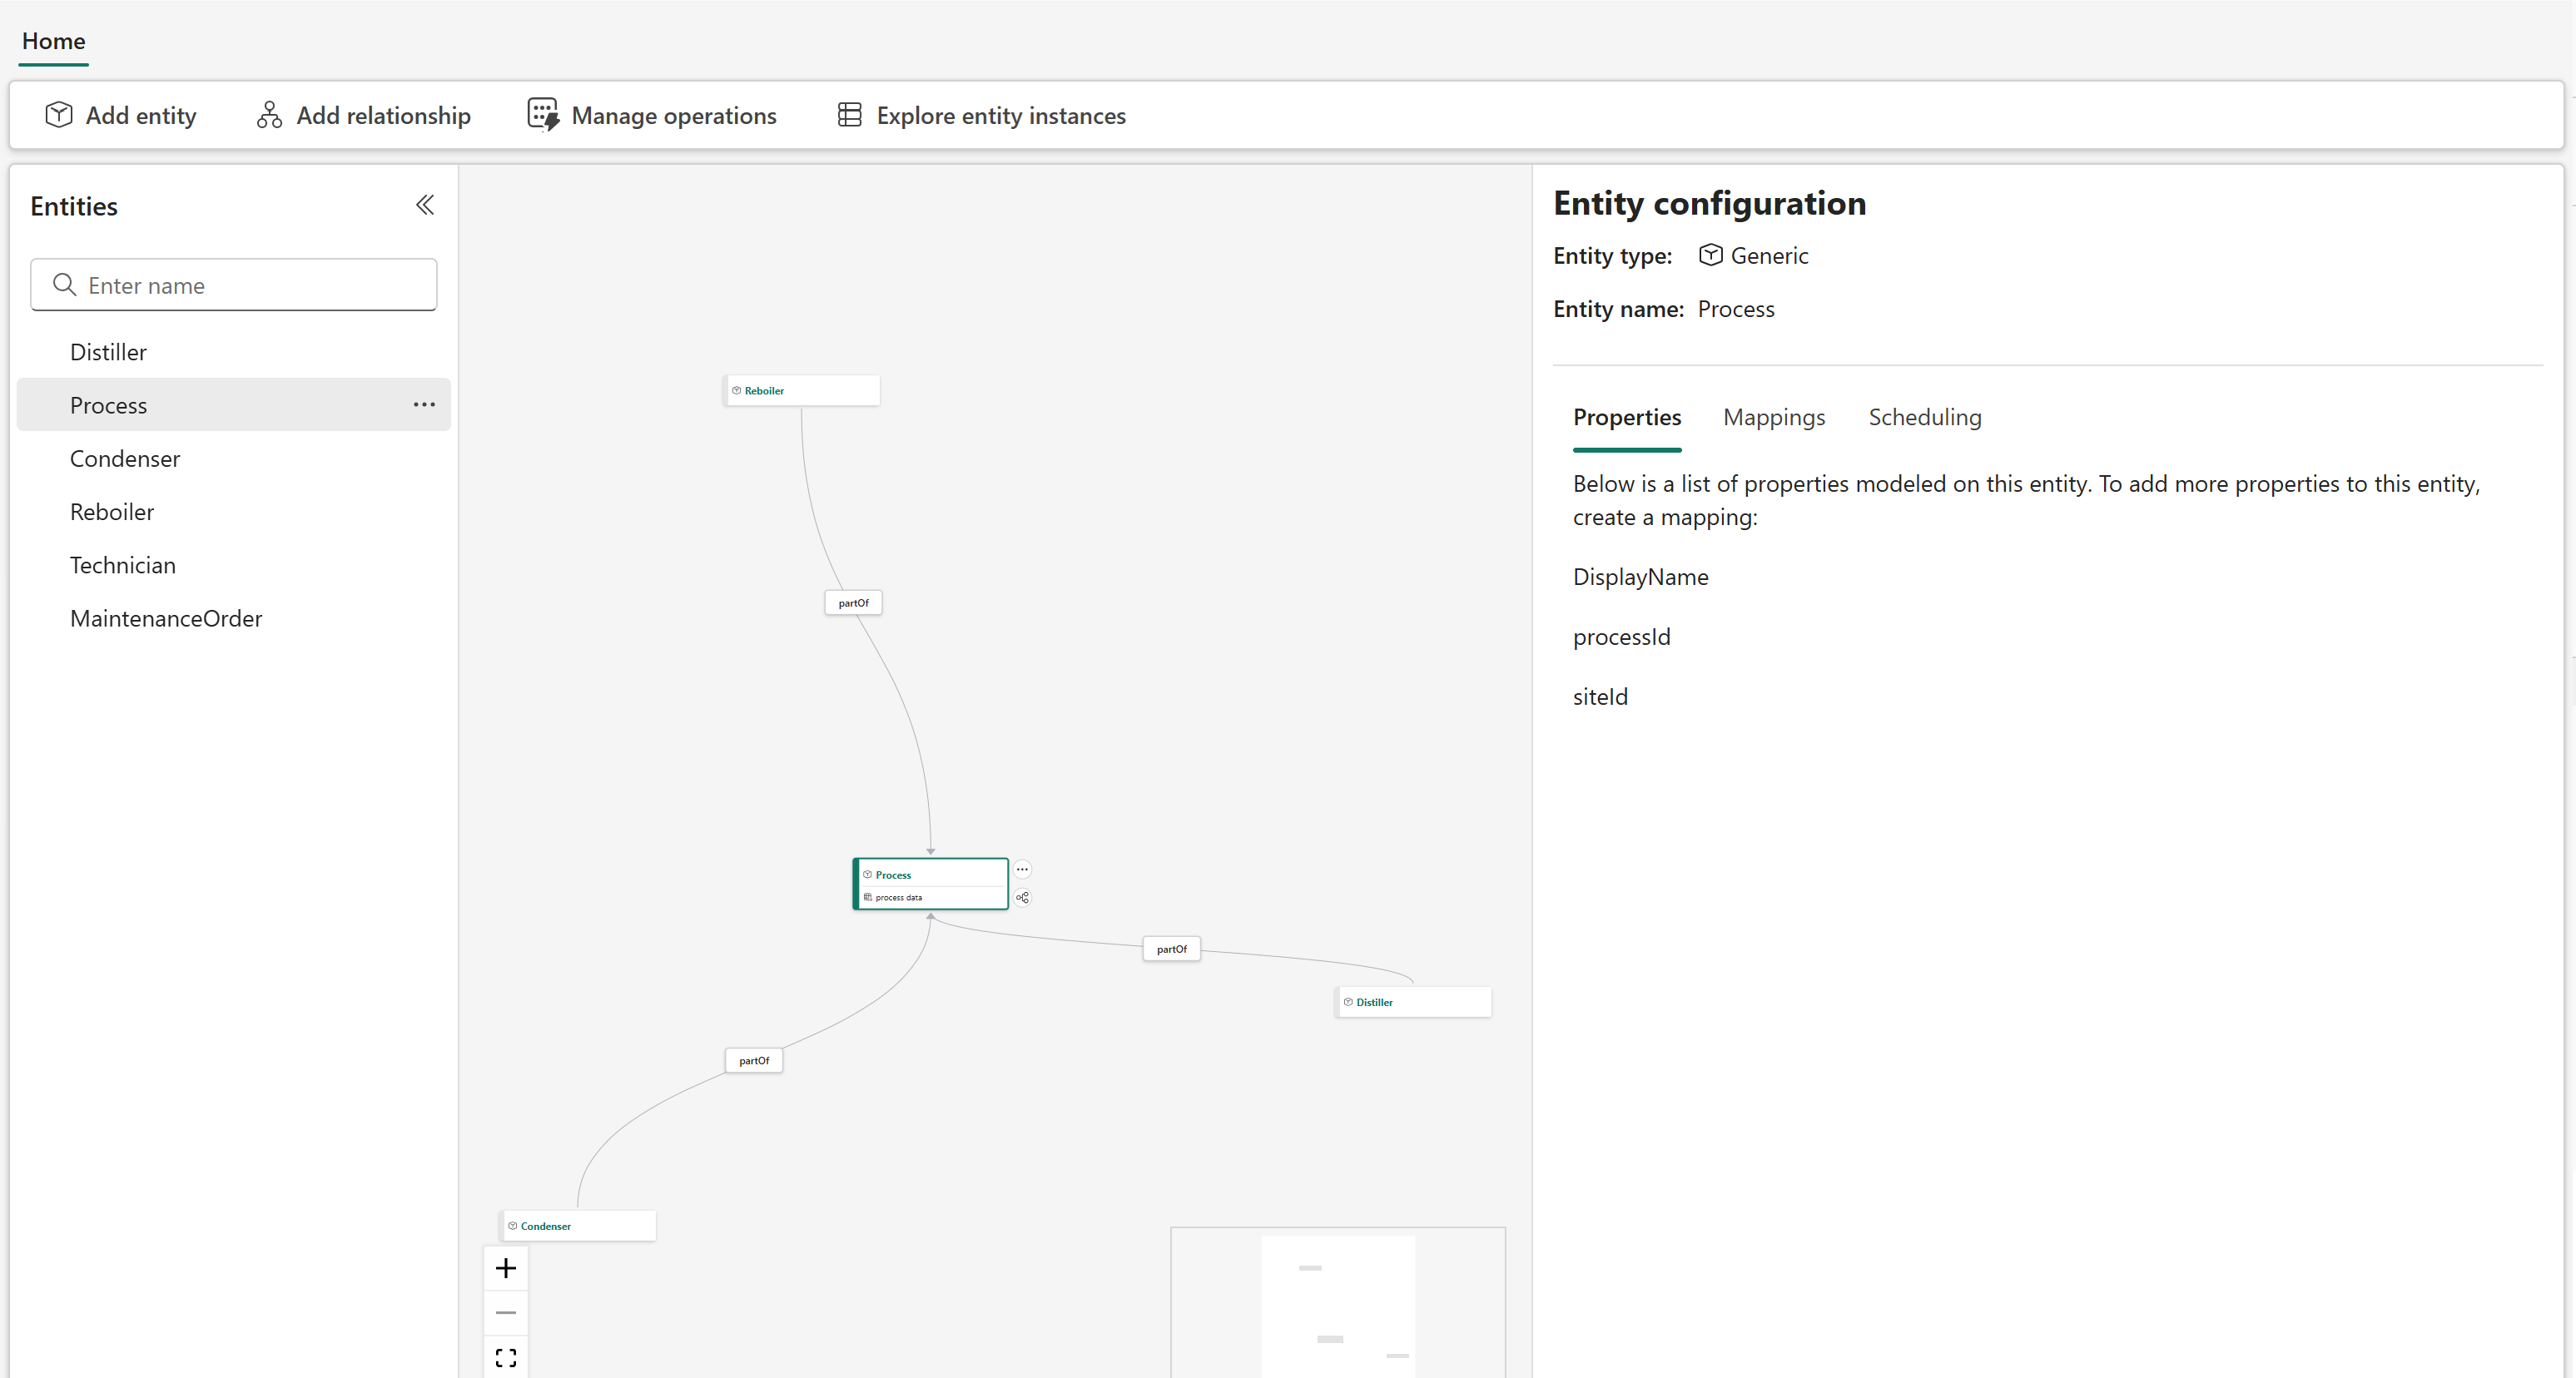 Home
Add entity
Add relationship
Manage operations
Explore entity instances
Entities
Enter name
Distiller
Process
Condenser
Reboiler
Technician
MaintenanceOrder
Reboiler
partOf
Process
process data
partOf
Distiller
partOf
Condenser
Entity configuration
Entity type: Generic
Entity name: Process
Properties
Mappings
Scheduling
Below is a list of properties modeled on this entity. To add more properties to this entity,
create a mapping:
DisplayName
processId
siteId